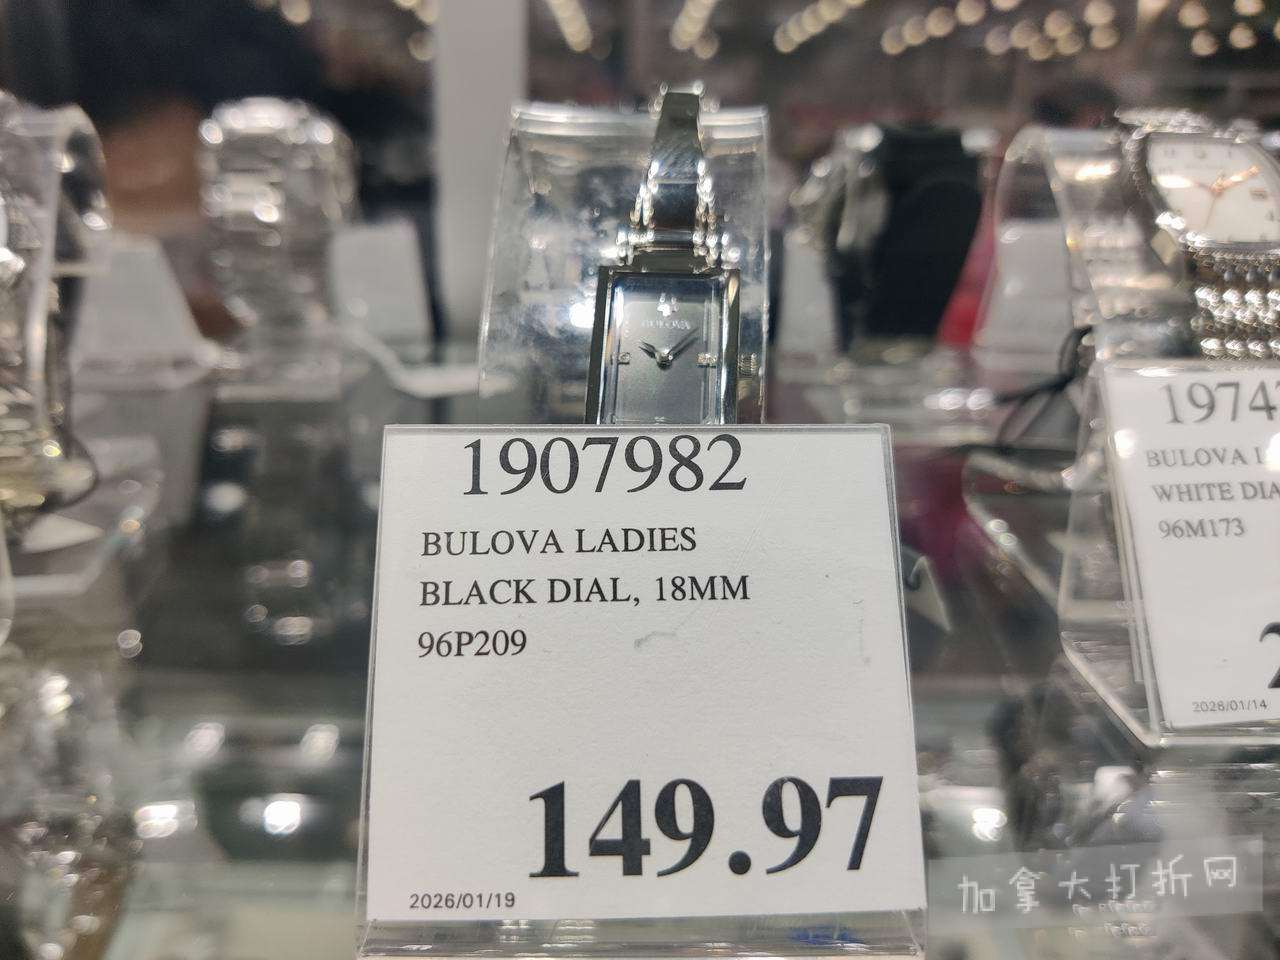 BULOVA
1907982
BULOVA LADIES
BLACK DIAL, 18MM
96P209
149.97
2026/01/19
1974
BULOVA L
WHITE DIA
96M173
2
2026/01/14
加拿大打折网